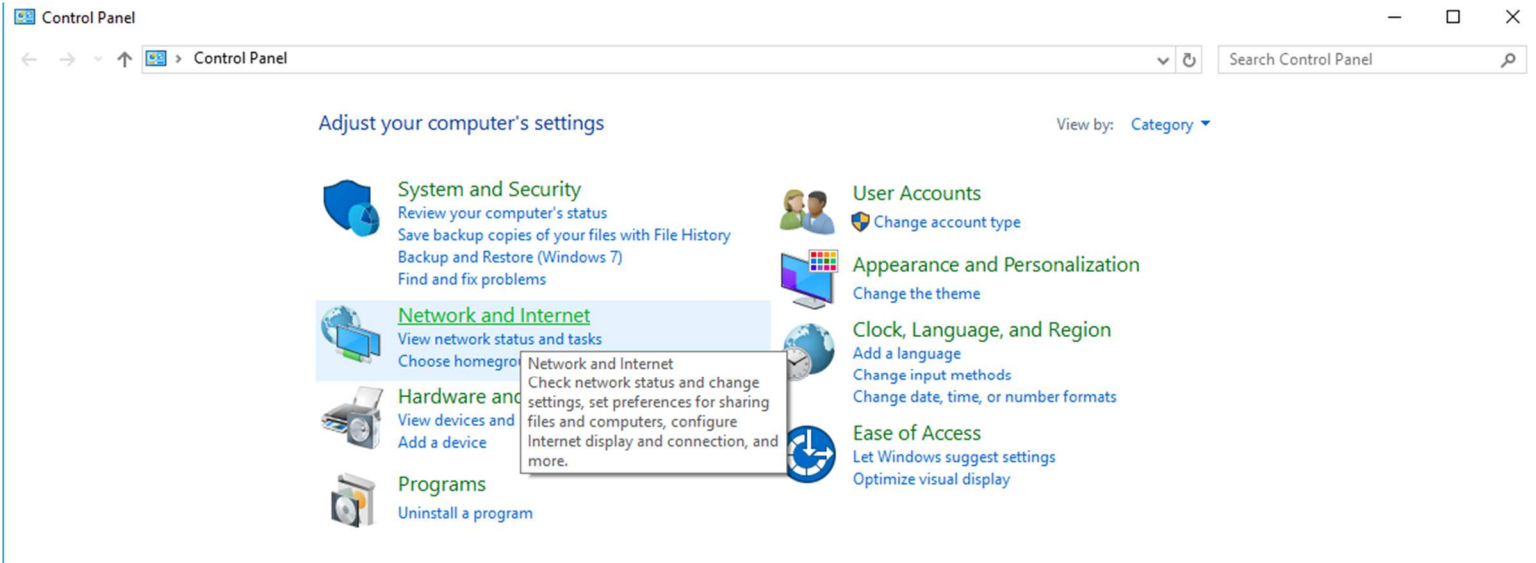 Control Panel
Control Panel
Search Control Panel
Adjust your computer's settings
View by: Category
System and Security
Review your computer's status
Save backup copies of your files with File History
Backup and Restore (Windows 7)
Find and fix problems
Network and Internet
View network status and tasks
Choose homegro
Network and Internet
Check network status and change
settings, set preferences for sharing
files and computers, configure
Internet display and connection, and
more.
Hardware and
View devices and
Add a device
Programs
Uninstall a program
User Accounts
Change account type
Appearance and Personalization
Change the theme
Clock, Language, and Region
Add a language
Change input methods
Change date, time, or number formats
Ease of Access
Let Windows suggest settings
Optimize visual display